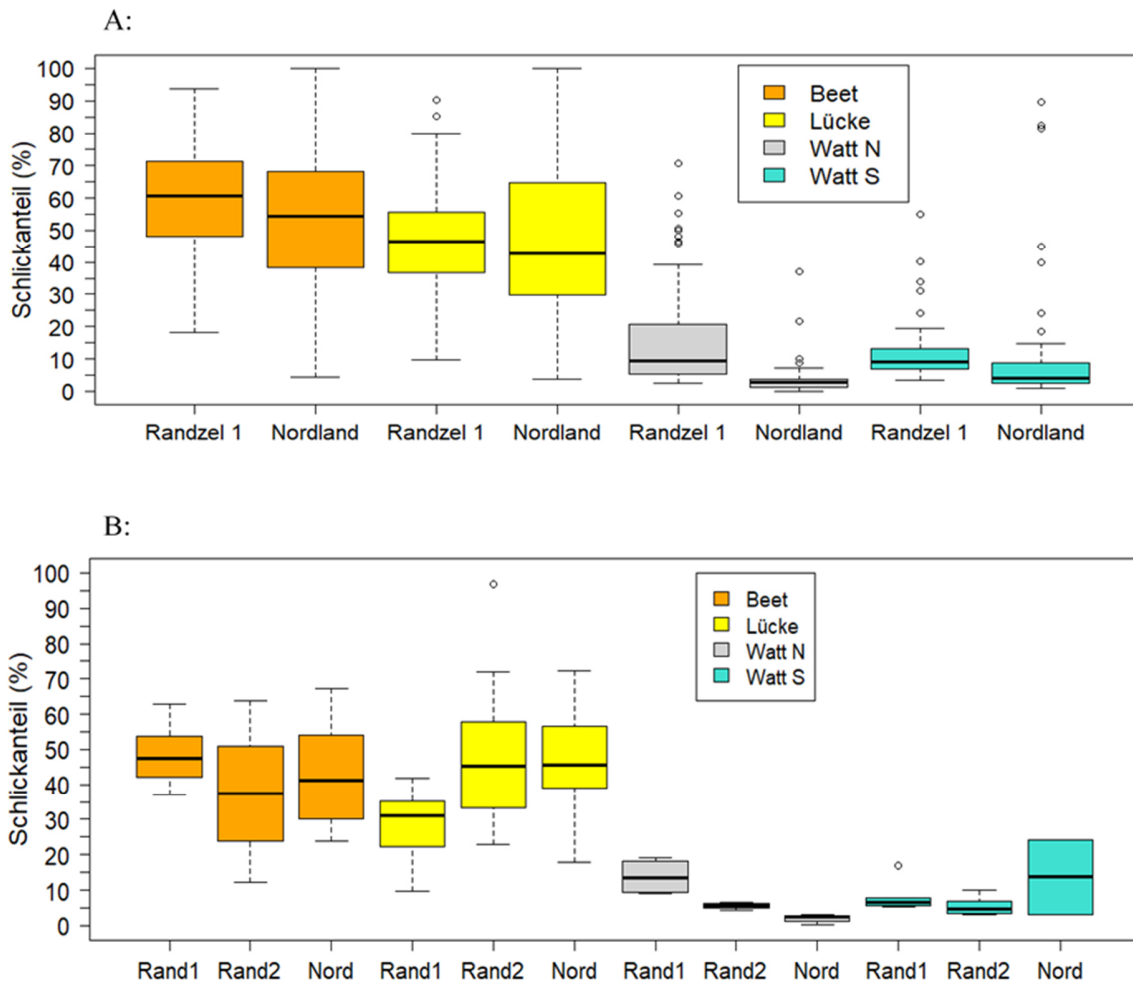 A:
Schlickanteil (%)
100
90
80
70
60
50
40
30
20
10
0
Beet
Lücke
Watt N
Watt S
Randzel 1 Nordland Randzel 1 Nordland Randzel 1 Nordland Randzel 1 Nordland
B:
Schlickanteil (%)
100
90
80
70
60
50
40
30
20
10
0
Beet
Lücke
Watt N
Watt S
Rand1 Rand2 Nord Rand1 Rand2 Nord Rand1 Rand2 Nord Rand1 Rand2 Nord